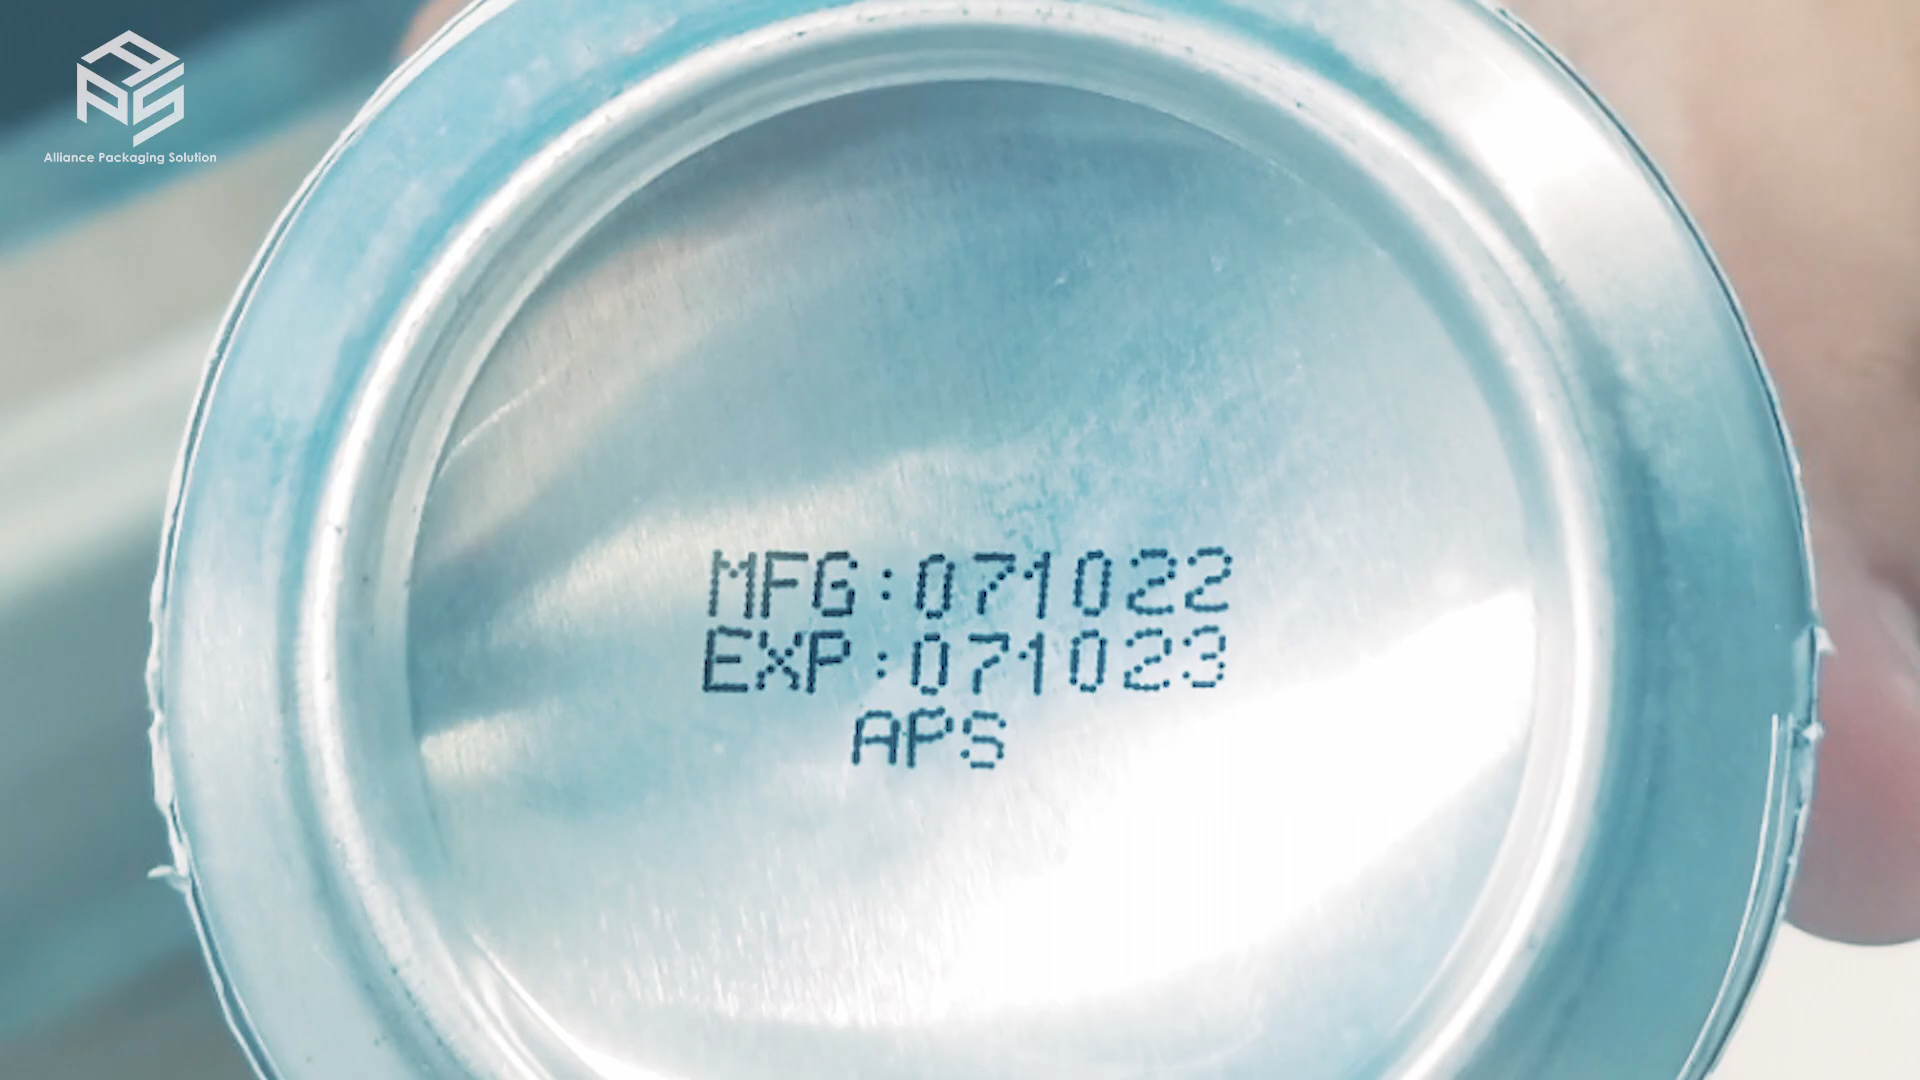 APS
Alliance Packaging Solution
MFG:071022
EXP:071023
APS